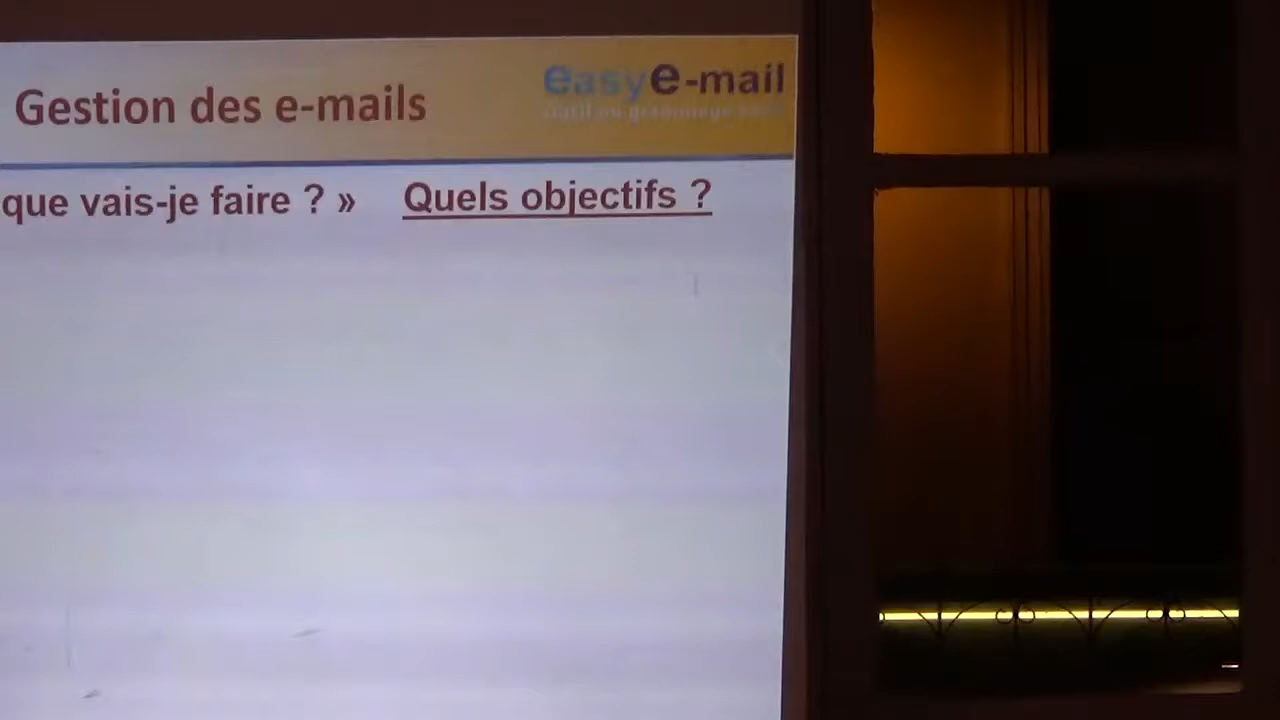 Gestion des e-mails
easye-mail
que vais-je faire ? » Quels objectifs ?